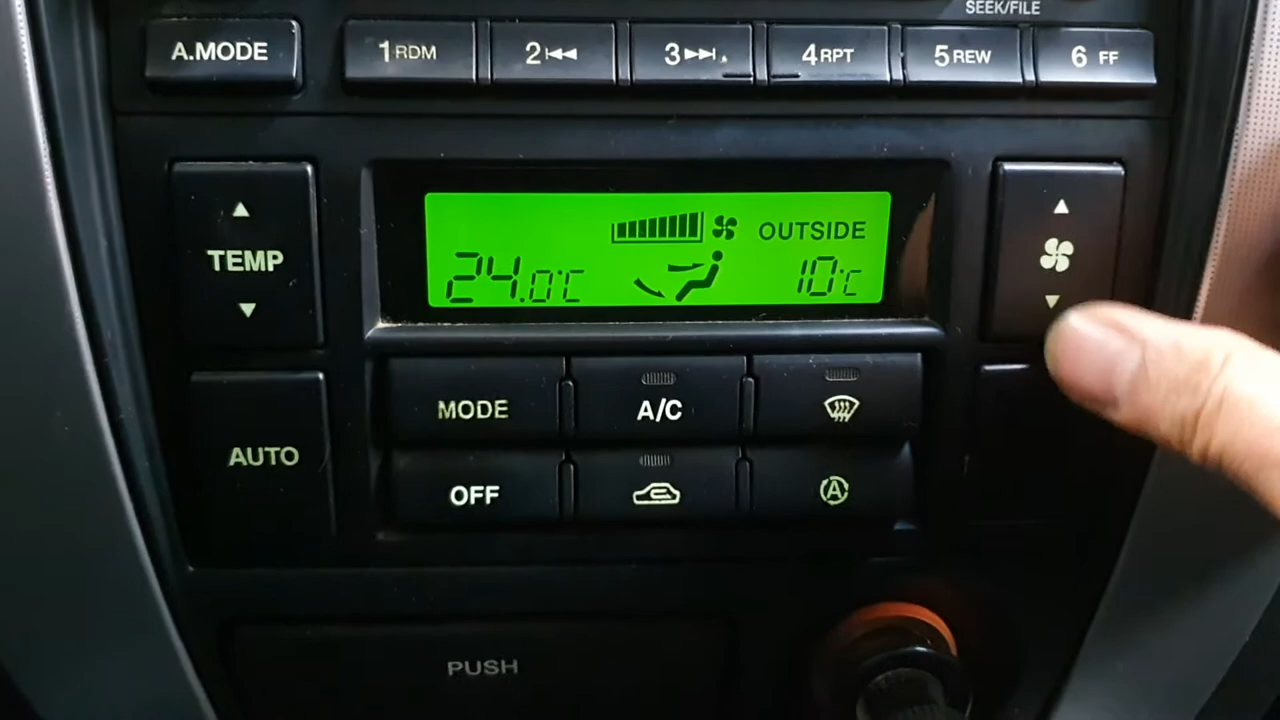 SEEK/FILE
A.MODE 1 RDM 2 3 4 RPT 5 REW 6 FF
OUTSIDE
24.0°C 10°C
TEMP
MODE A/C
AUTO
OFF A
PUSH